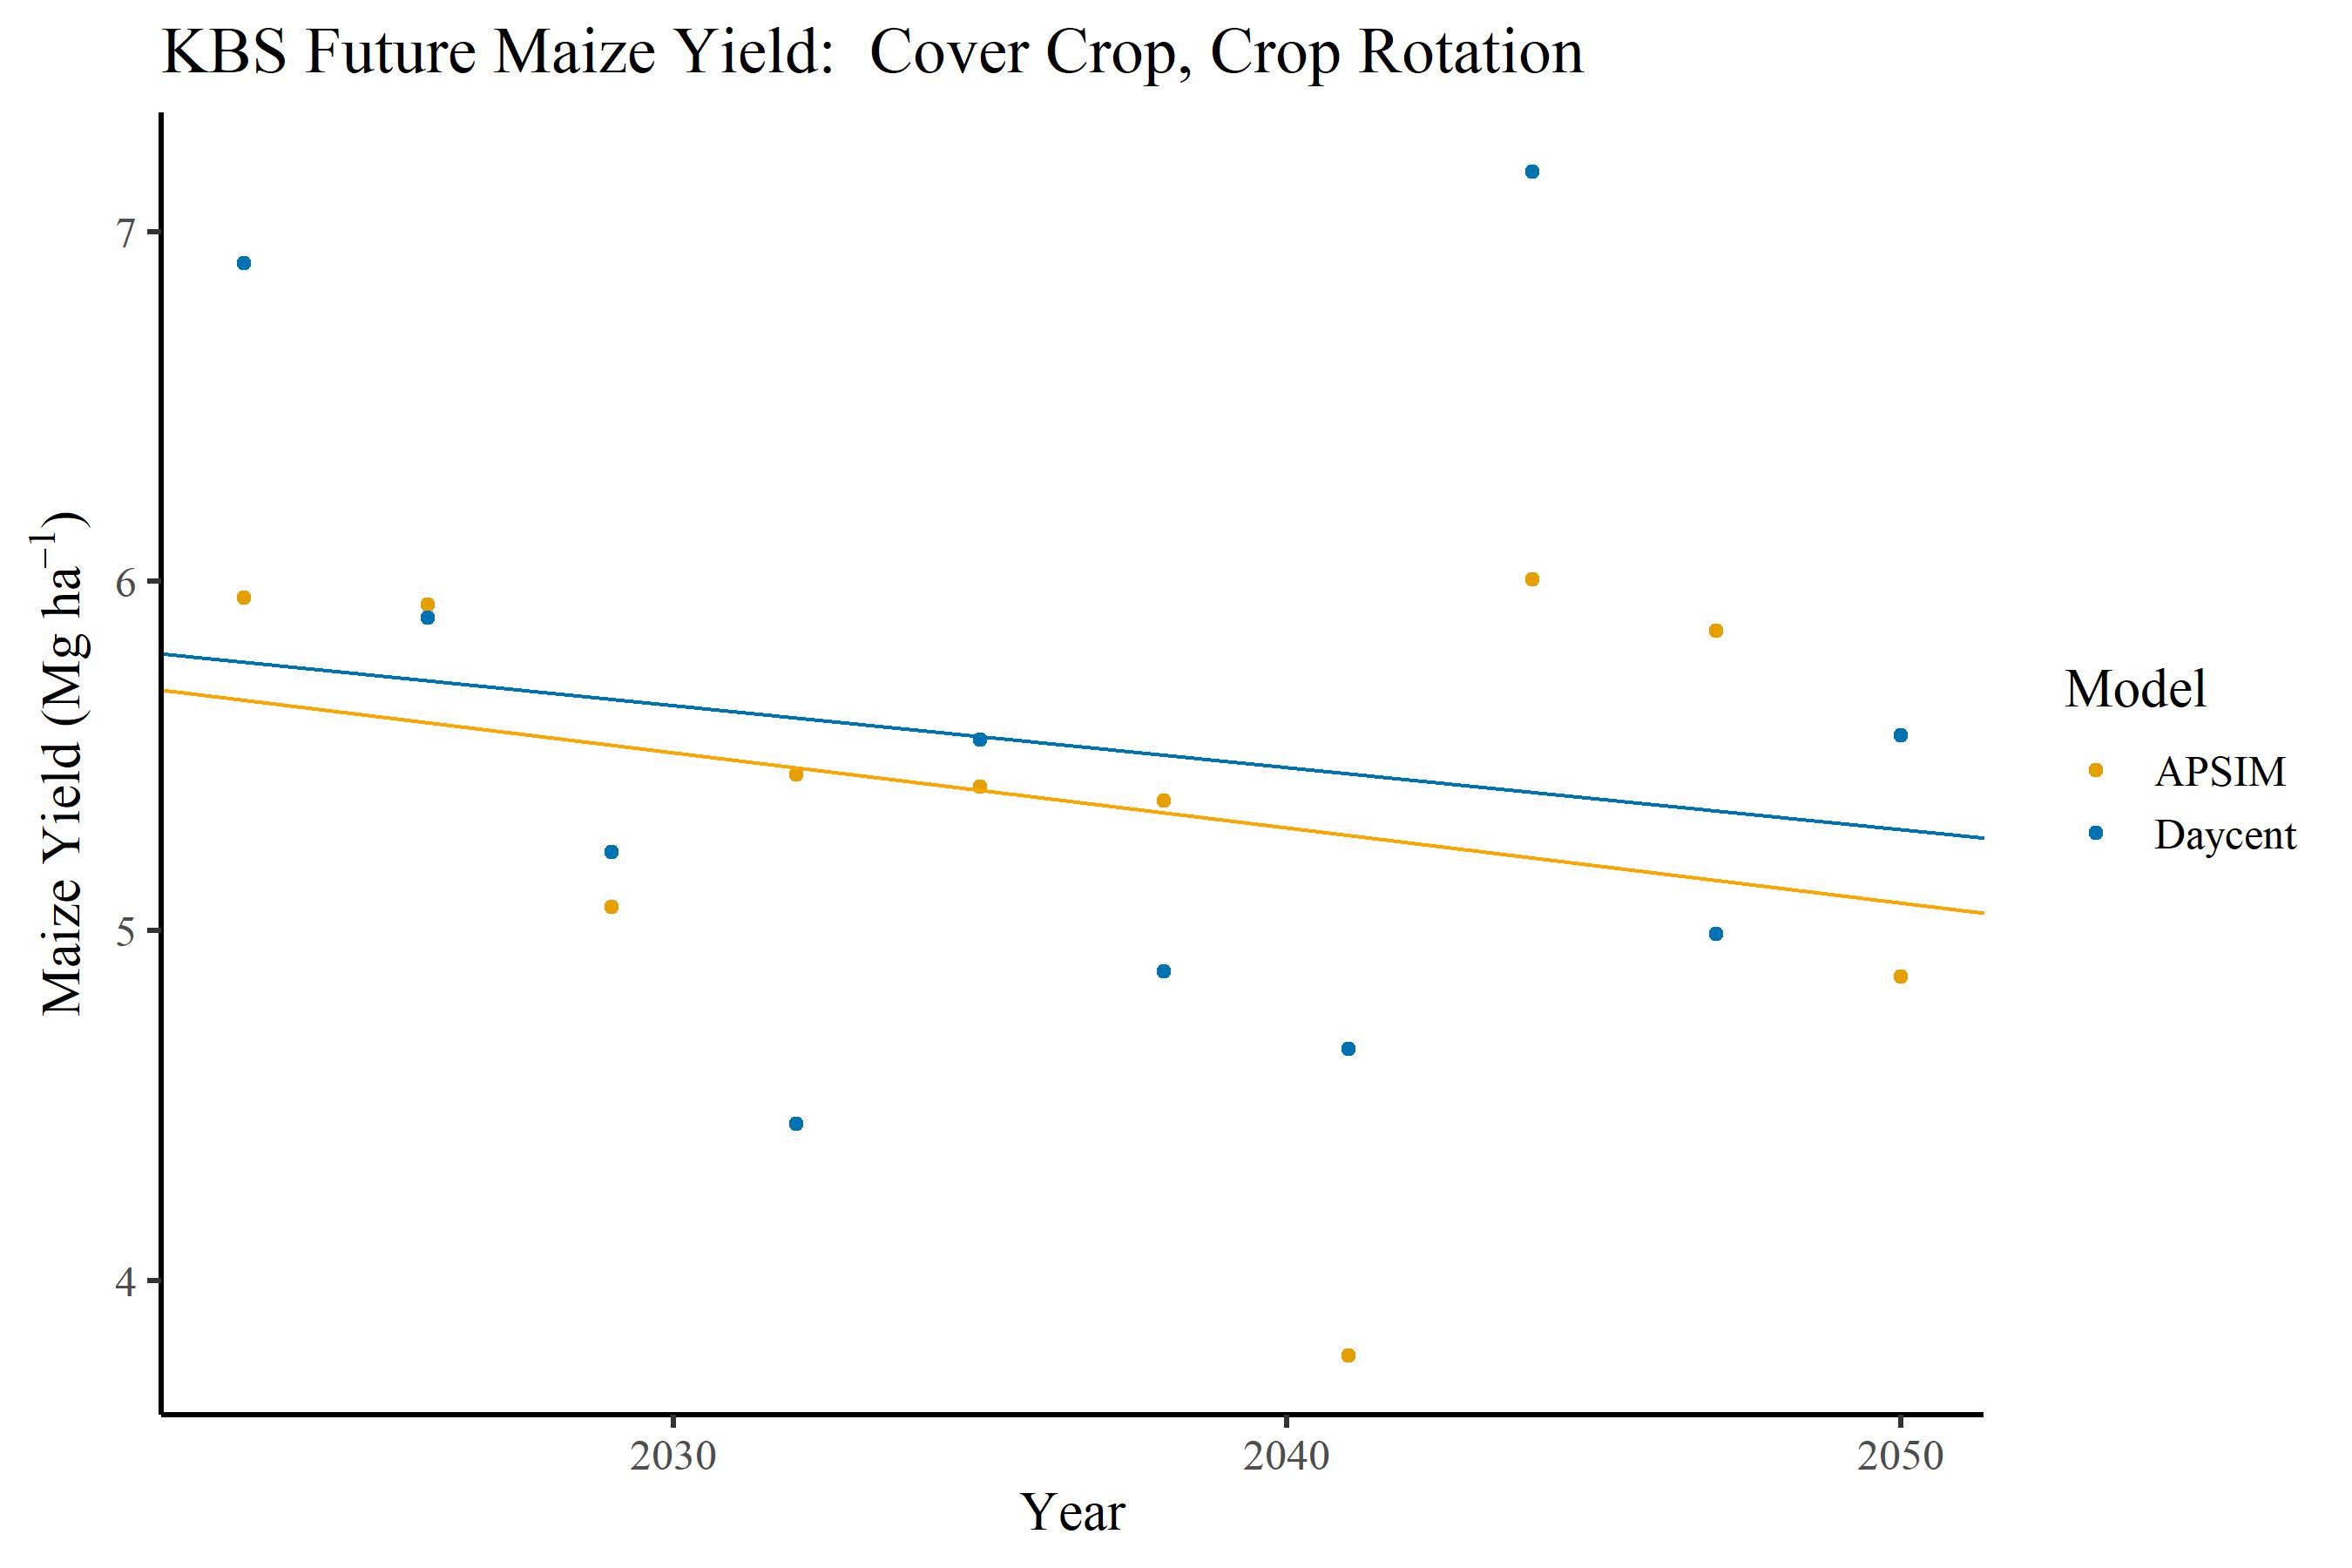 KBS Future Maize Yield:  Cover Crop, Crop Rotation
Maize Yield (Mg ha⁻¹)
7
6
5
4
2030
2040
2050
Year
Model
APSIM
Daycent